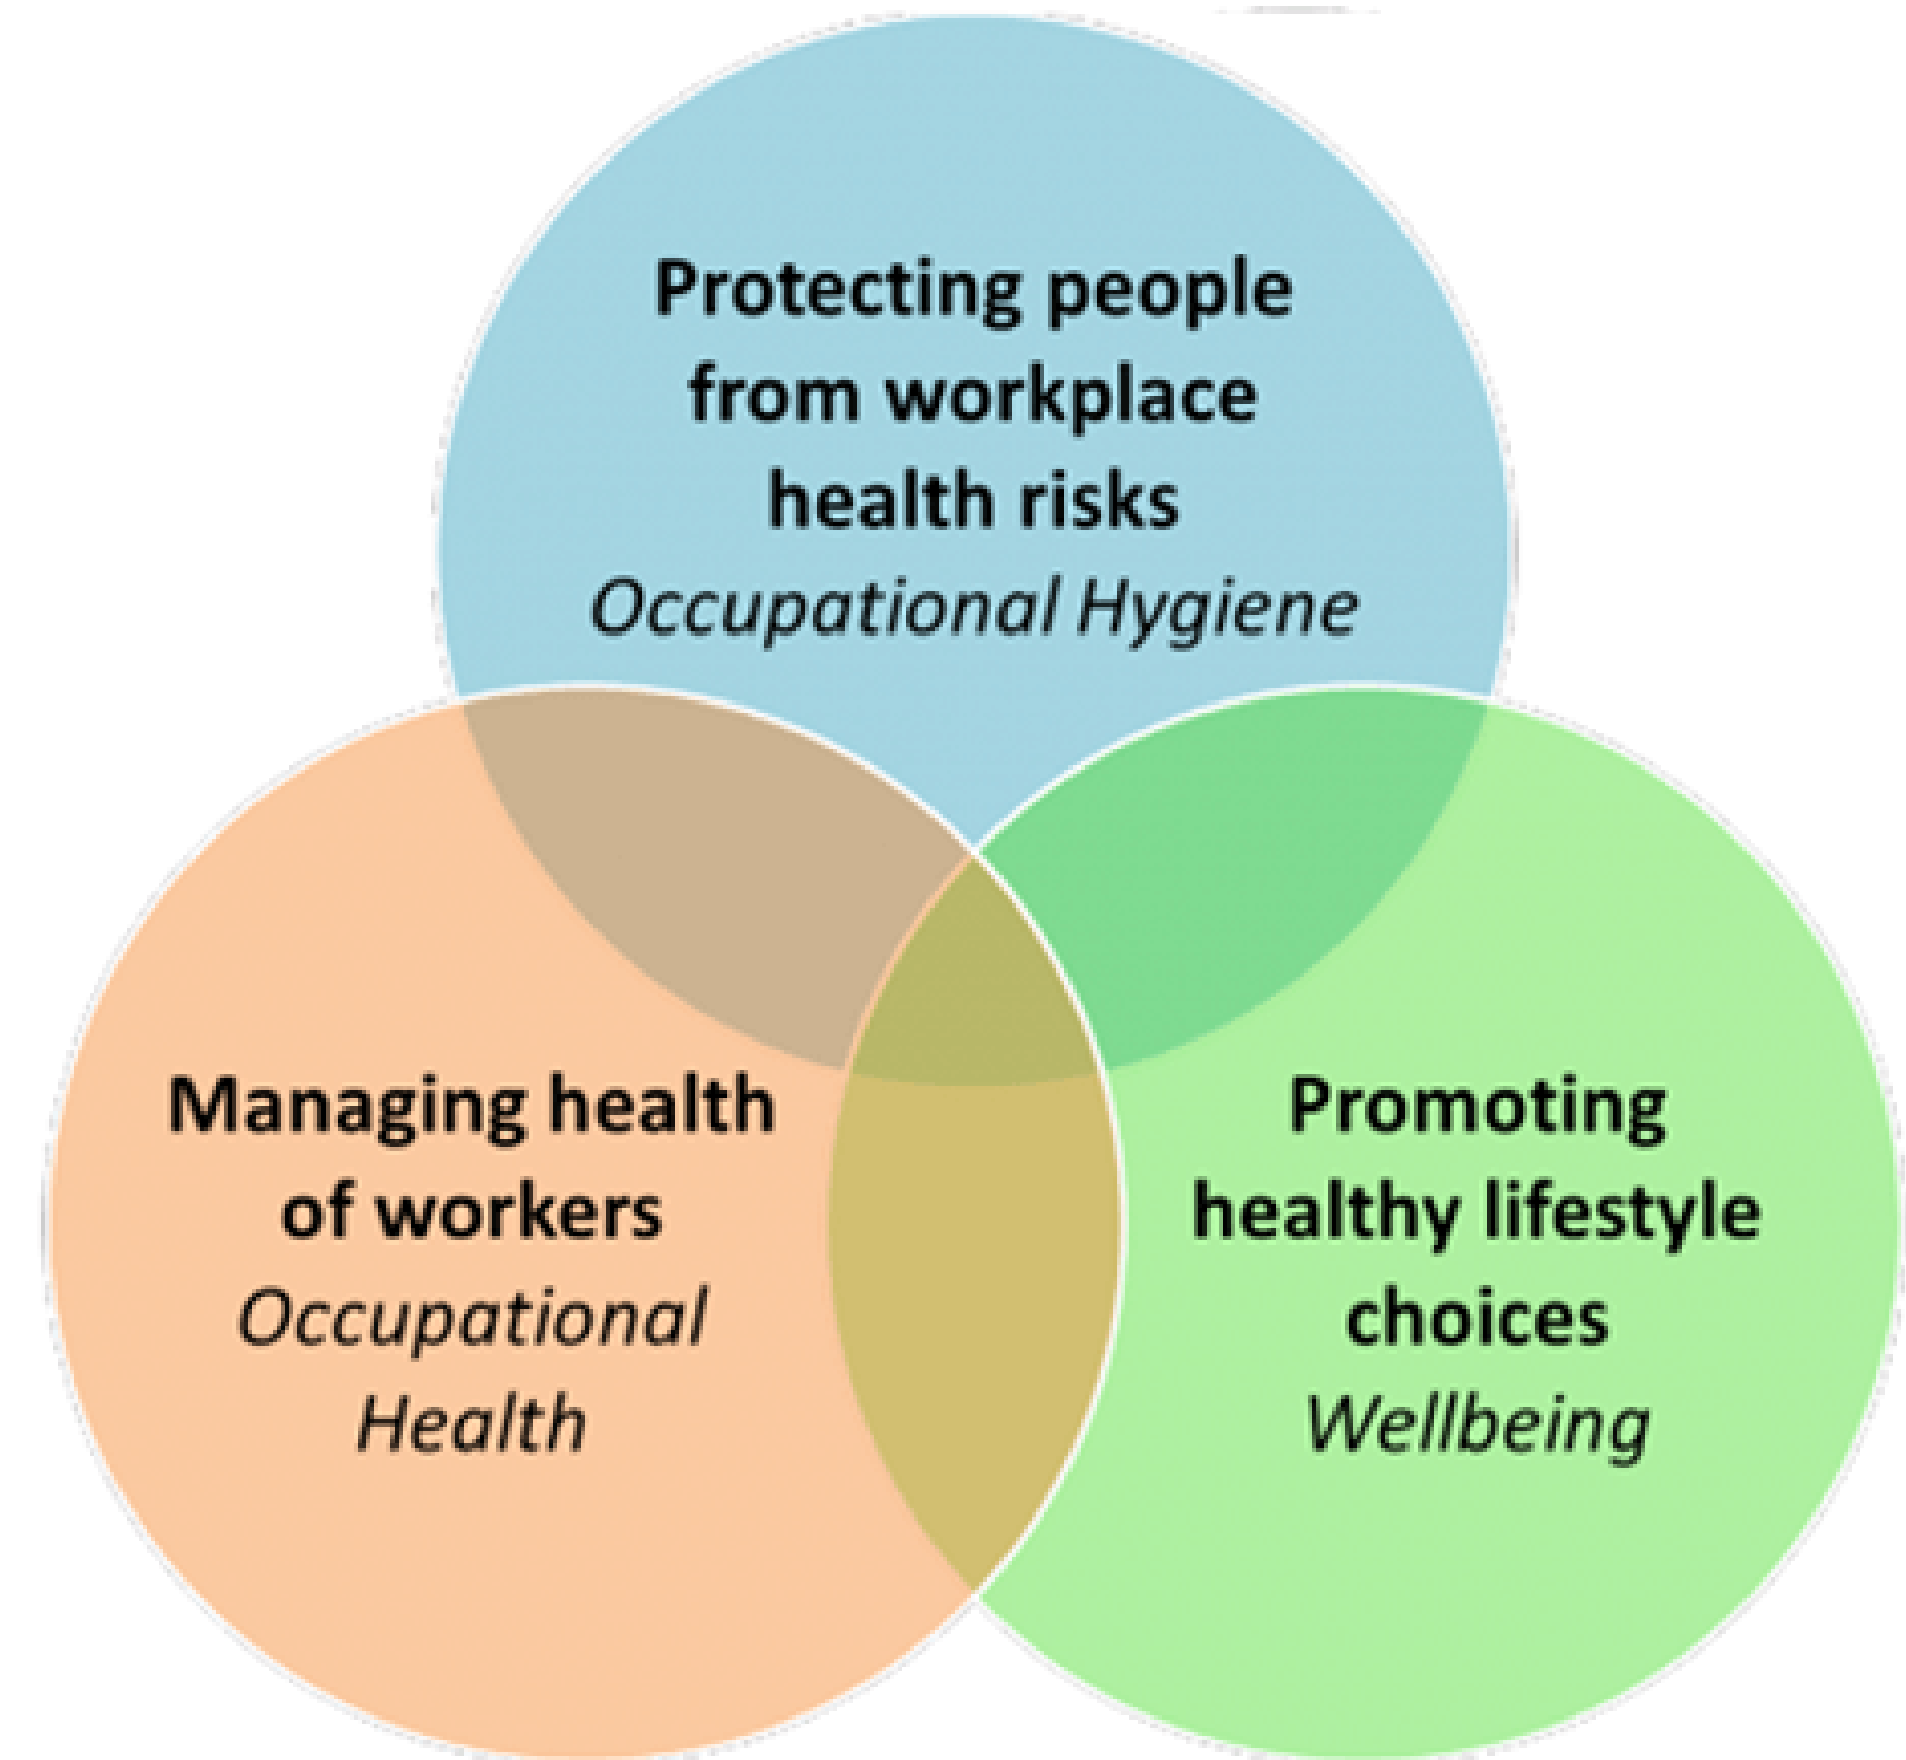 Protecting people
from workplace
health risks
Occupational Hygiene
Managing health
of workers
Occupational
Health
Promoting
healthy lifestyle
choices
Wellbeing